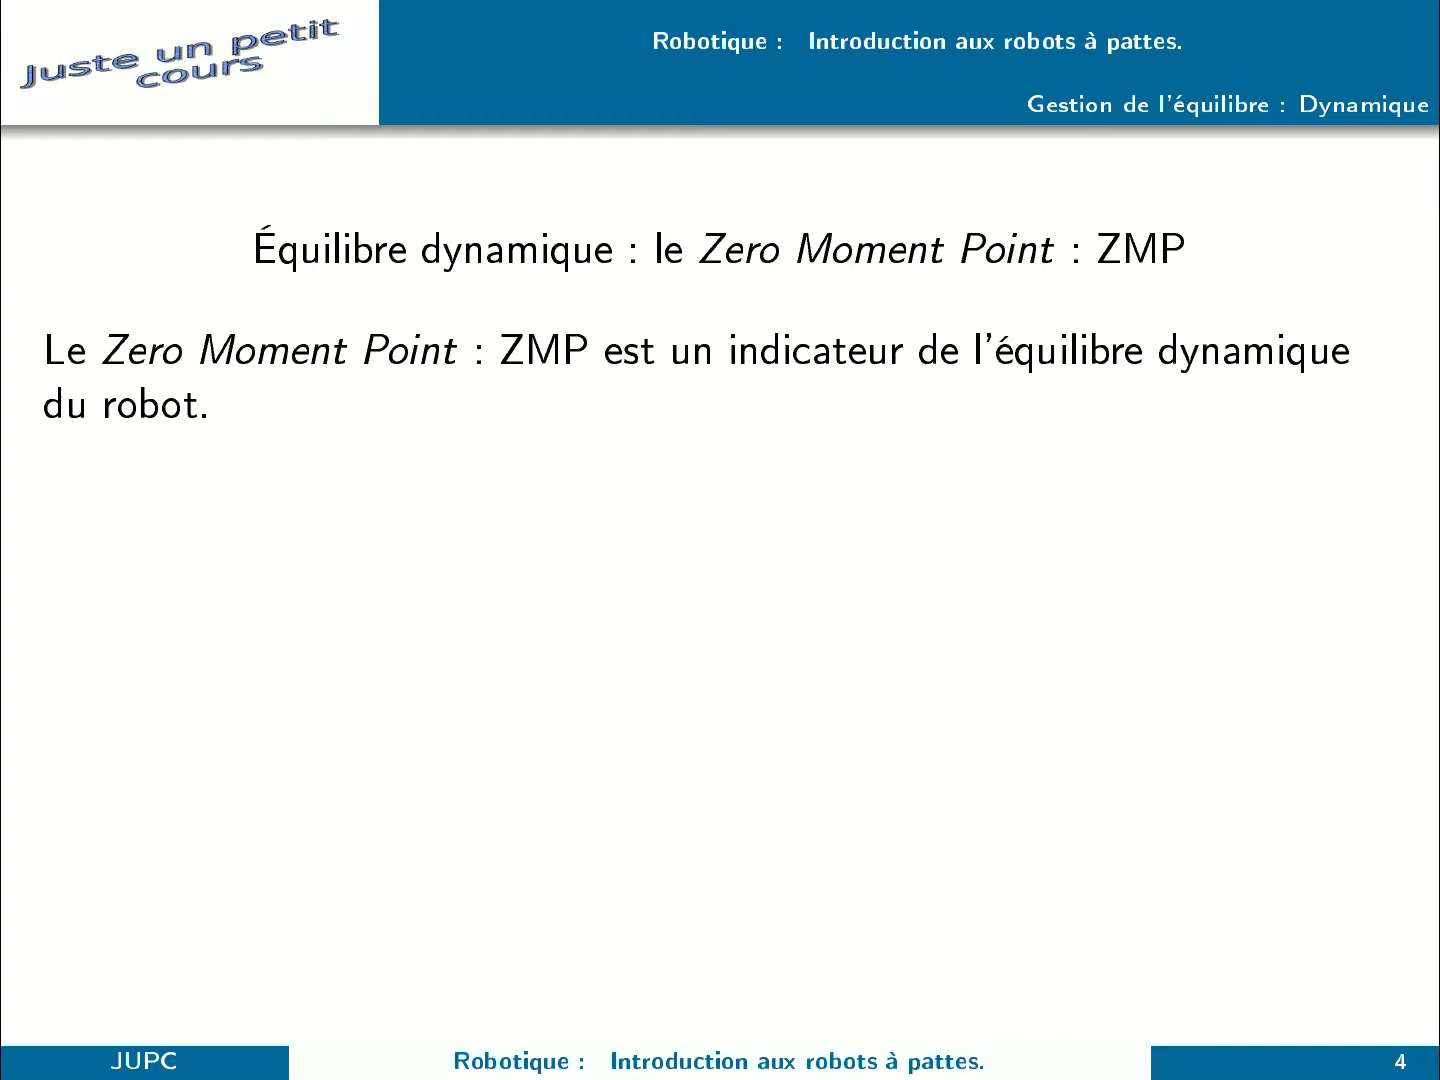 Juste un petit
cours
Robotique : Introduction aux robots à pattes.
Gestion de l'équilibre : Dynamique
Équilibre dynamique : le Zero Moment Point : ZMP
Le Zero Moment Point : ZMP est un indicateur de l'équilibre dynamique
du robot.
JUPC Robotique : Introduction aux robots à pattes. 4